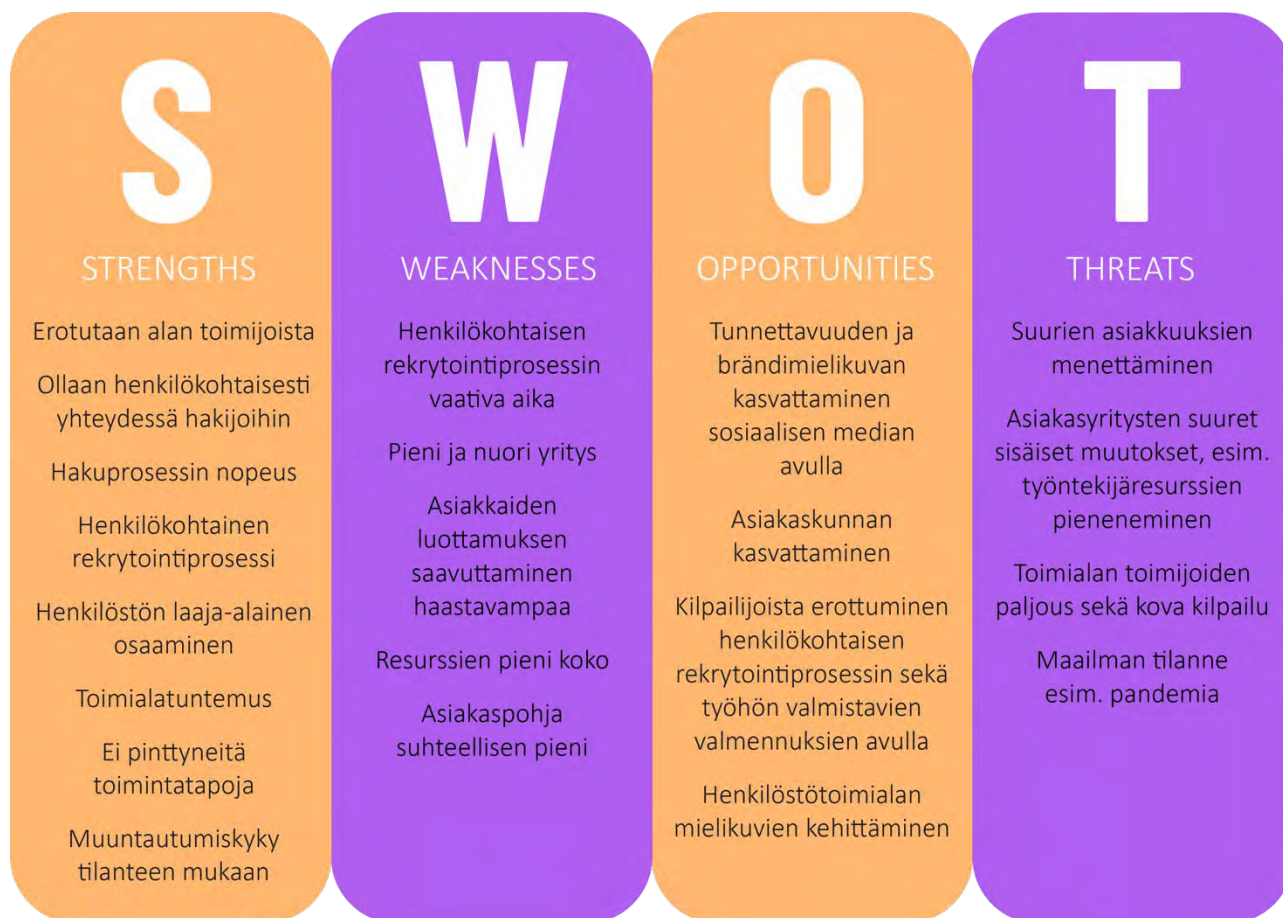 S
STRENGTHS
Erotutaan alan toimijoista
Ollaan henkilökohtaisesti
yhteydessä hakijoihin
Hakuprosessin nopeus
Henkilökohtainen
rekrytointiprosessi
Henkilöstön laaja-alainen
osaaminen
Toimialatuntemus
Ei pinttyneitä
toimintatapoja
Muuntautumiskyky
tilanteen mukaan
W
WEAKNESSES
Henkilökohtaisen
rekrytointiprosessin
vaativa aika
Pieni ja nuori yritys
Asiakkaiden
luottamuksen
saavuttaminen
haastavampaa
Resurssien pieni koko
Asiakaspohja
suhteellisen pieni
O
OPPORTUNITIES
Tunnettavuuden ja
brändimielikuvan
kasvattaminen
sosiaalisen median
avulla
Asiakaskunnan
kasvattaminen
Kilpailijoista erottuminen
henkilökohtaisen
rekrytointiprosessin sekä
työhön valmistavien
valmennuksien avulla
Henkilöstötoimialan
mielikuvien kehittäminen
T
THREATS
Suurien asiakkuuksien
menettäminen
Asiakasyritysten suuret
sisäiset muutokset, esim.
työntekijäresurssien
pieneneminen
Toimialan toimijoiden
paljous sekä kova kilpailu
Maailman tilanne
esim. pandemia